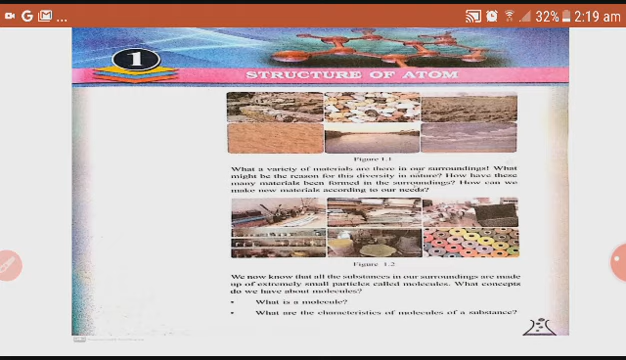 G M ... 32% 2:19 am
1
STRUCTURE OF ATOM
Figure 1.1
What a variety of materials are there in our surroundings! What
might be the reason for this diversity in nature? How have these
many materials been formed in the surroundings? How can we
make new materials according to our needs?
Figure 1.2
We now know that all the substances in our surroundings are made
up of extremely small particles called molecules. What concepts
do we have about molecules?
• What is a molecule?
• What are the characteristics of molecules of a substance?